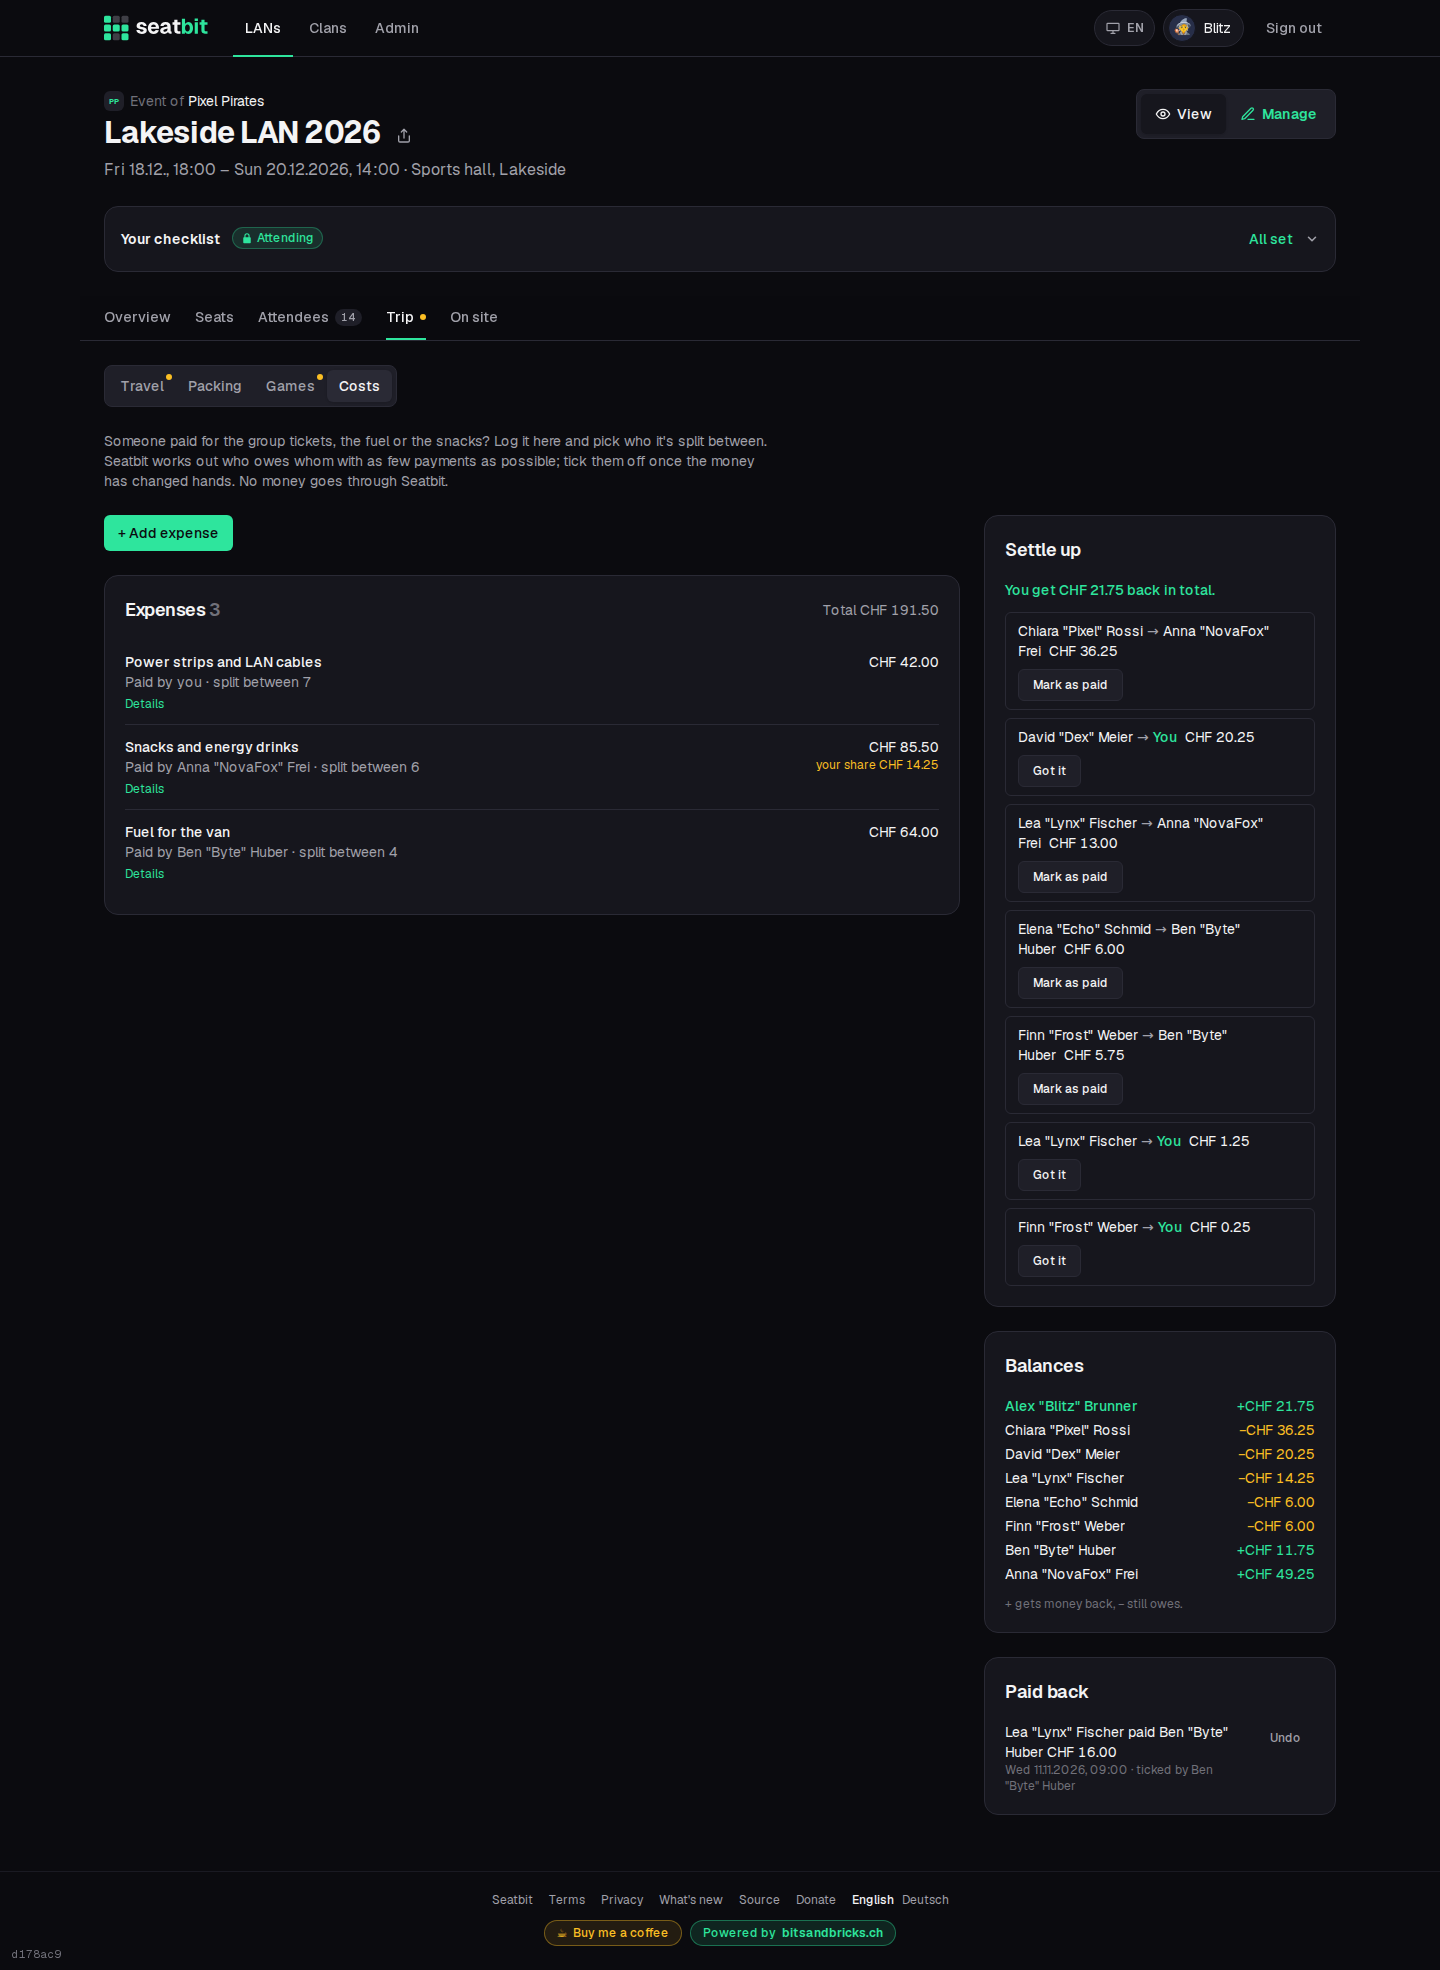 seatbit LANs Clans Admin EN Blitz Sign out
PP Event of Pixel Pirates
Lakeside LAN 2026
View Manage
Fri 18.12., 18:00 – Sun 20.12.2026, 14:00 · Sports hall, Lakeside
Your checklist Attending All set
Overview Seats Attendees 14 Trip On site
Travel Packing Games Costs
Someone paid for the group tickets, the fuel or the snacks? Log it here and pick who it's split between.
Seatbit works out who owes whom with as few payments as possible; tick them off once the money
has changed hands. No money goes through Seatbit.
+ Add expense
Expenses 3 Total CHF 191.50
Power strips and LAN cables CHF 42.00
Paid by you · split between 7
Details
Snacks and energy drinks CHF 85.50
Paid by Anna "NovaFox" Frei · split between 6 your share CHF 14.25
Details
Fuel for the van CHF 64.00
Paid by Ben "Byte" Huber · split between 4
Details
Settle up
You get CHF 21.75 back in total.
Chiara "Pixel" Rossi → Anna "NovaFox"
Frei CHF 36.25
Mark as paid
David "Dex" Meier → You CHF 20.25
Got it
Lea "Lynx" Fischer → Anna "NovaFox"
Frei CHF 13.00
Mark as paid
Elena "Echo" Schmid → Ben "Byte"
Huber CHF 6.00
Mark as paid
Finn "Frost" Weber → Ben "Byte"
Huber CHF 5.75
Mark as paid
Lea "Lynx" Fischer → You CHF 1.25
Got it
Finn "Frost" Weber → You CHF 0.25
Got it
Balances
Alex "Blitz" Brunner +CHF 21.75
Chiara "Pixel" Rossi −CHF 36.25
David "Dex" Meier −CHF 20.25
Lea "Lynx" Fischer −CHF 14.25
Elena "Echo" Schmid −CHF 6.00
Finn "Frost" Weber −CHF 6.00
Ben "Byte" Huber +CHF 11.75
Anna "NovaFox" Frei +CHF 49.25
+ gets money back, − still owes.
Paid back
Lea "Lynx" Fischer paid Ben "Byte"
Huber CHF 16.00
Undo
Wed 11.11.2026, 09:00 · ticked by Ben
"Byte" Huber
Seatbit Terms Privacy What's new Source Donate English Deutsch
Buy me a coffee Powered by bitsandbricks.ch
d178ac9